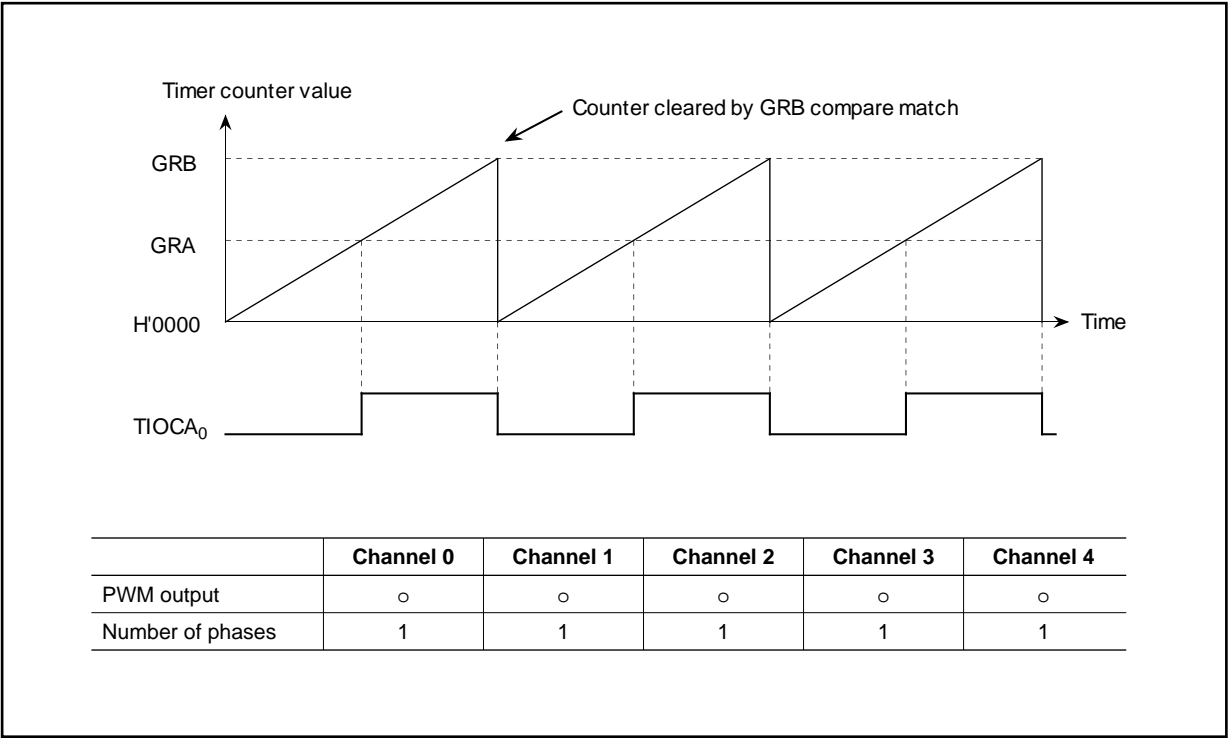 Timer counter value
Counter cleared by GRB compare match
GRB
GRA
H'0000
Time
TIOCA₀
Channel 0 Channel 1 Channel 2 Channel 3 Channel 4
PWM output ○ ○ ○ ○ ○
Number of phases 1 1 1 1 1